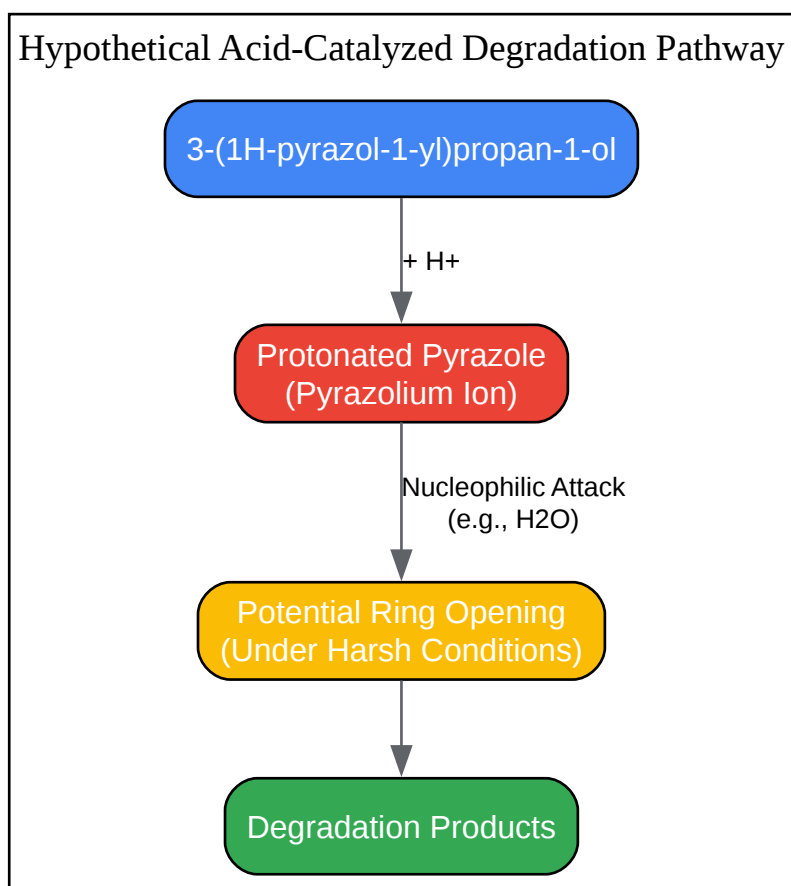 Hypothetical Acid-Catalyzed Degradation Pathway
3-(1H-pyrazol-1-yl)propan-1-ol
+ H+
Protonated Pyrazole
(Pyrazolium Ion)
Nucleophilic Attack
(e.g., H2O)
Potential Ring Opening
(Under Harsh Conditions)
Degradation Products